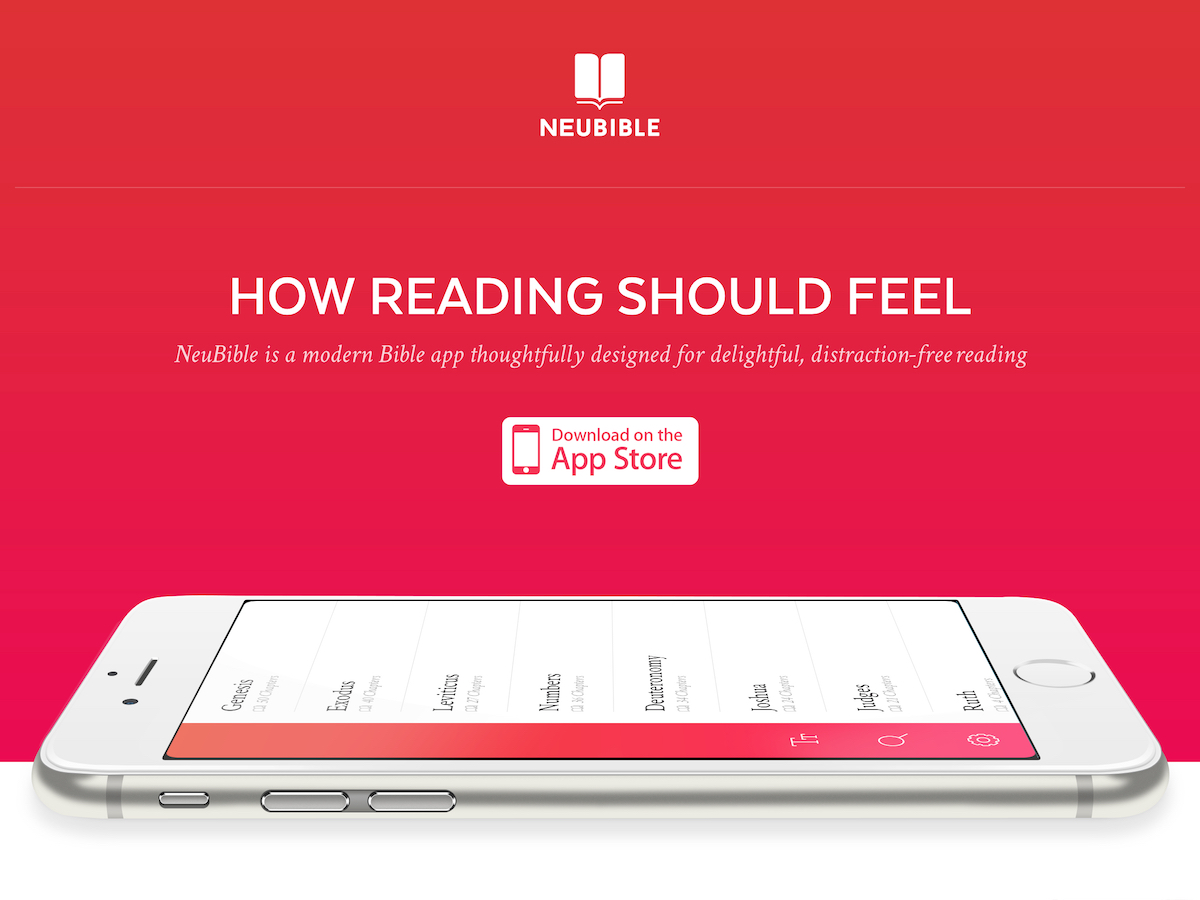 NEUBIBLE
HOW READING SHOULD FEEL
NeuBible is a modern Bible app thoughtfully designed for delightful, distraction-free reading
Download on the
App Store
Genesis
50 Chapters
Exodus
40 Chapters
Leviticus
27 Chapters
Numbers
36 Chapters
Deuteronomy
34 Chapters
Joshua
24 Chapters
Judges
21 Chapters
Ruth
4 Chapters
TT